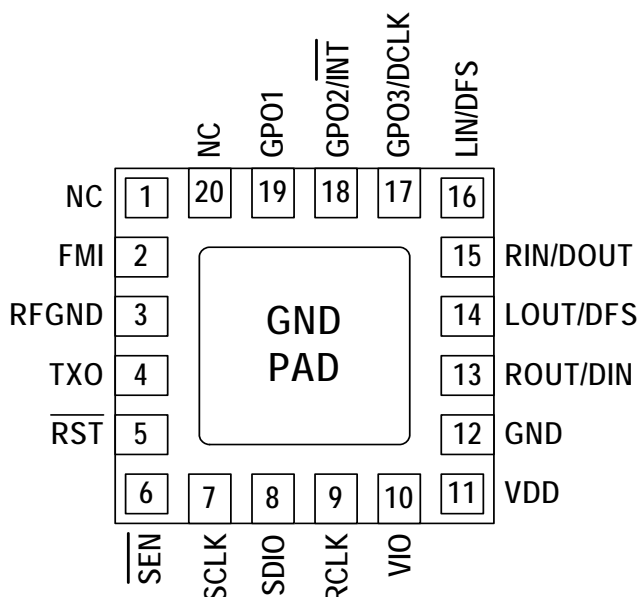 NC
GPO1
GPO2/INT
GPO3/DCLK
LIN/DFS
NC 1 20 19 18 17 16
FMI 2 15 RIN/DOUT
RFGND 3 14 LOUT/DFS
GND
PAD
TXO 4 13 ROUT/DIN
RST 5 12 GND
6 7 8 9 10 11 VDD
SEN
SCLK
SDIO
RCLK
VIO